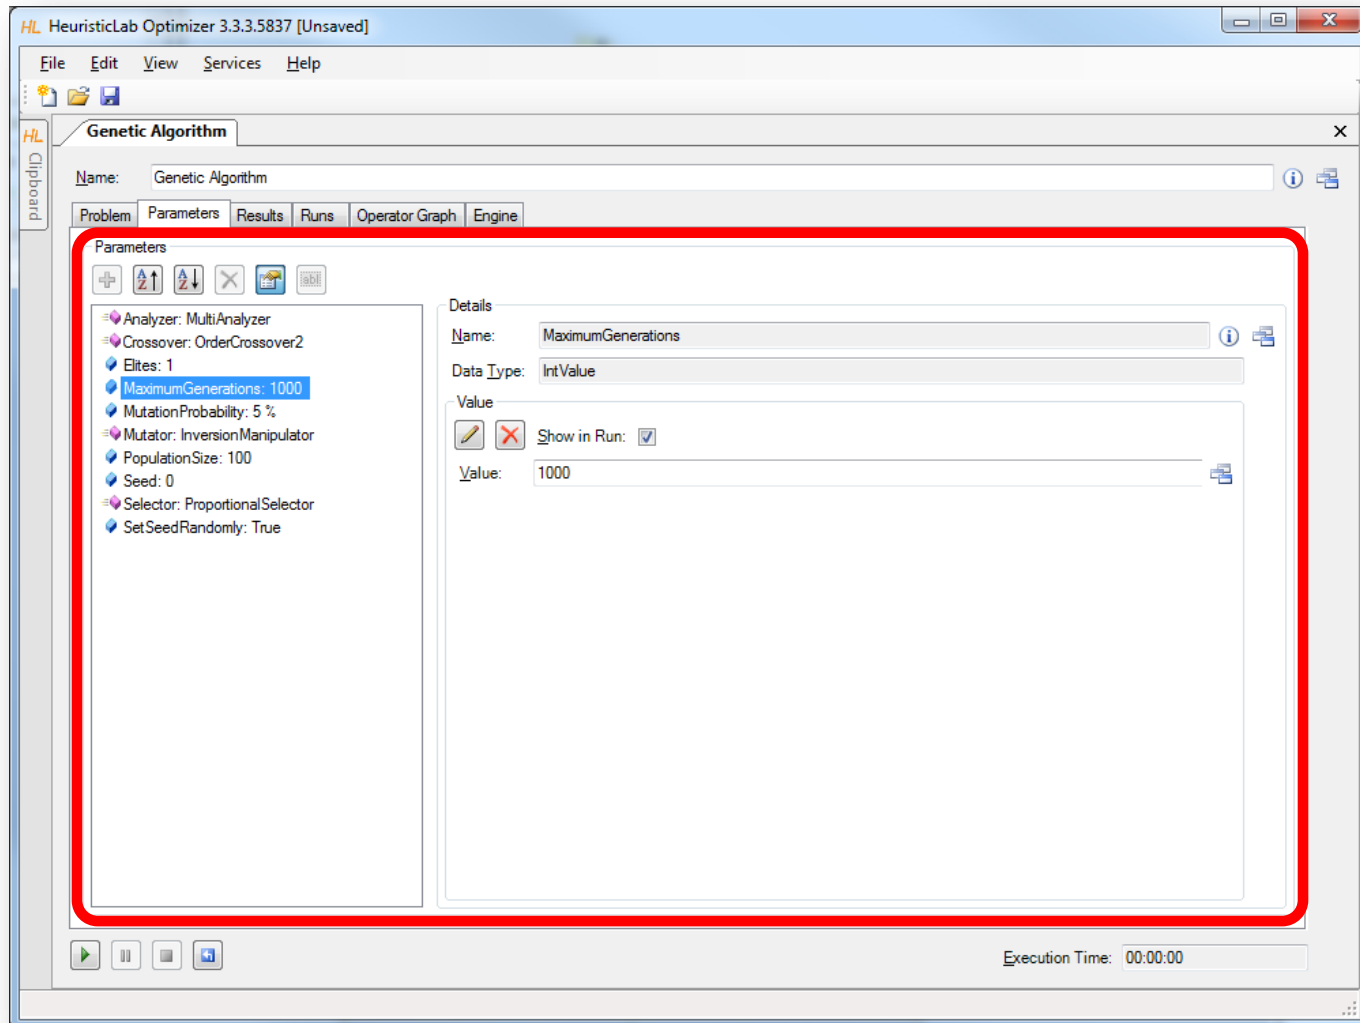 HL HeuristicLab Optimizer 3.3.3.5837 [Unsaved]
File Edit View Services Help
HL Clipboard
Genetic Algorithm
Name: Genetic Algorithm
Problem Parameters Results Runs Operator Graph Engine
Parameters
Analyzer: MultiAnalyzer
Crossover: OrderCrossover2
Elites: 1
MaximumGenerations: 1000
MutationProbability: 5 %
Mutator: InversionManipulator
PopulationSize: 100
Seed: 0
Selector: ProportionalSelector
SetSeedRandomly: True
Details
Name: MaximumGenerations
Data Type: IntValue
Value
Show in Run:
Value: 1000
Execution Time: 00:00:00